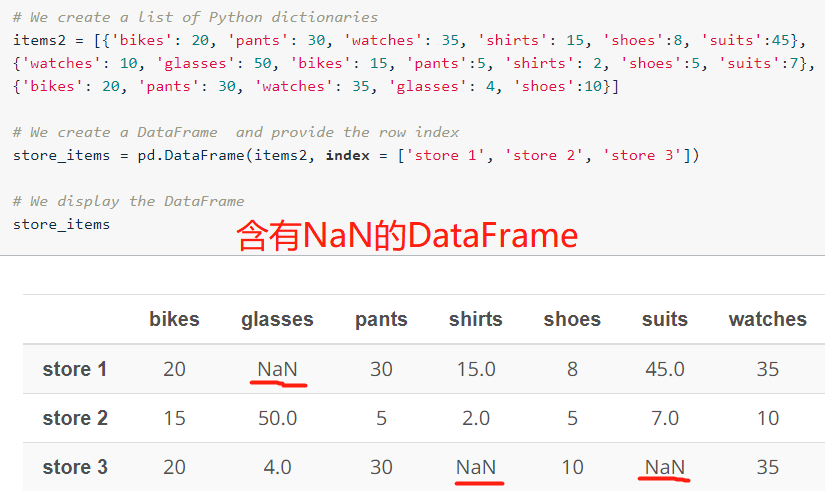 # We create a list of Python dictionaries
items2 = [{'bikes': 20, 'pants': 30, 'watches': 35, 'shirts': 15, 'shoes':8, 'suits':45},
{'watches': 10, 'glasses': 50, 'bikes': 15, 'pants':5, 'shirts': 2, 'shoes':5, 'suits':7},
{'bikes': 20, 'pants': 30, 'watches': 35, 'glasses': 4, 'shoes':10}]
# We create a DataFrame  and provide the row index
store_items = pd.DataFrame(items2, index = ['store 1', 'store 2', 'store 3'])
# We display the DataFrame
store_items
含有NaN的DataFrame
bikes glasses pants shirts shoes suits watches
store 1 20 NaN 30 15.0 8 45.0 35
store 2 15 50.0 5 2.0 5 7.0 10
store 3 20 4.0 30 NaN 10 NaN 35